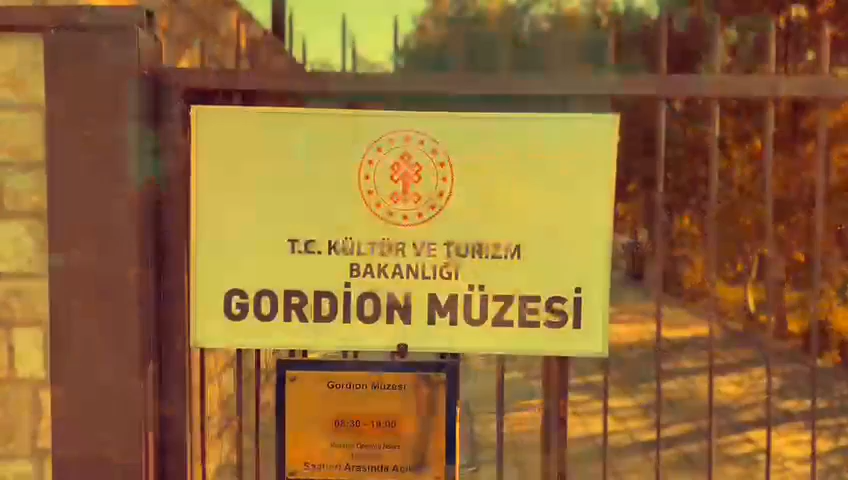 T.C. KÜLTÜR VE TURİZM
BAKANLIĞI
GORDİON MÜZESİ
Gordion Müzesi
08:30 - 19:00
Saatleri Arasında Açık